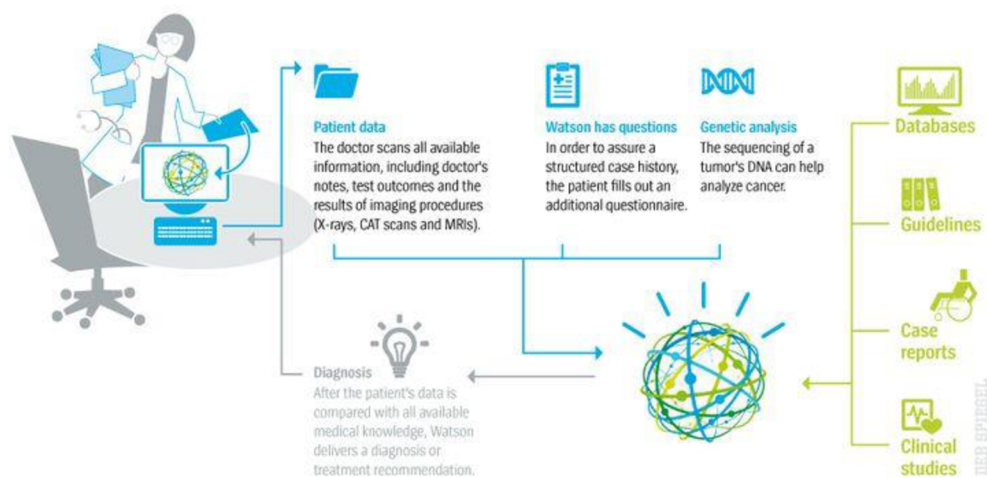 Patient data
The doctor scans all available
information, including doctor's
notes, test outcomes and the
results of imaging procedures
(X-rays, CAT scans and MRIs).
Watson has questions
In order to assure a
structured case history,
the patient fills out an
additional questionnaire.
Genetic analysis
The sequencing of a
tumor's DNA can help
analyze cancer.
Databases
Guidelines
Case
reports
Clinical
studies
Diagnosis
After the patient's data is
compared with all available
medical knowledge, Watson
delivers a diagnosis or
treatment recommendation.
DER SPIEGEL